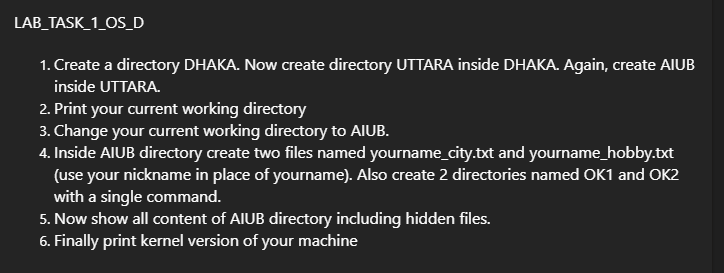 LAB_TASK_1_OS_D
1. Create a directory DHAKA. Now create directory UTTARA inside DHAKA. Again, create AIUB
inside UTTARA.
2. Print your current working directory
3. Change your current working directory to AIUB.
4. Inside AIUB directory create two files named yourname_city.txt and yourname_hobby.txt
(use your nickname in place of yourname). Also create 2 directories named OK1 and OK2
with a single command.
5. Now show all content of AIUB directory including hidden files.
6. Finally print kernel version of your machine